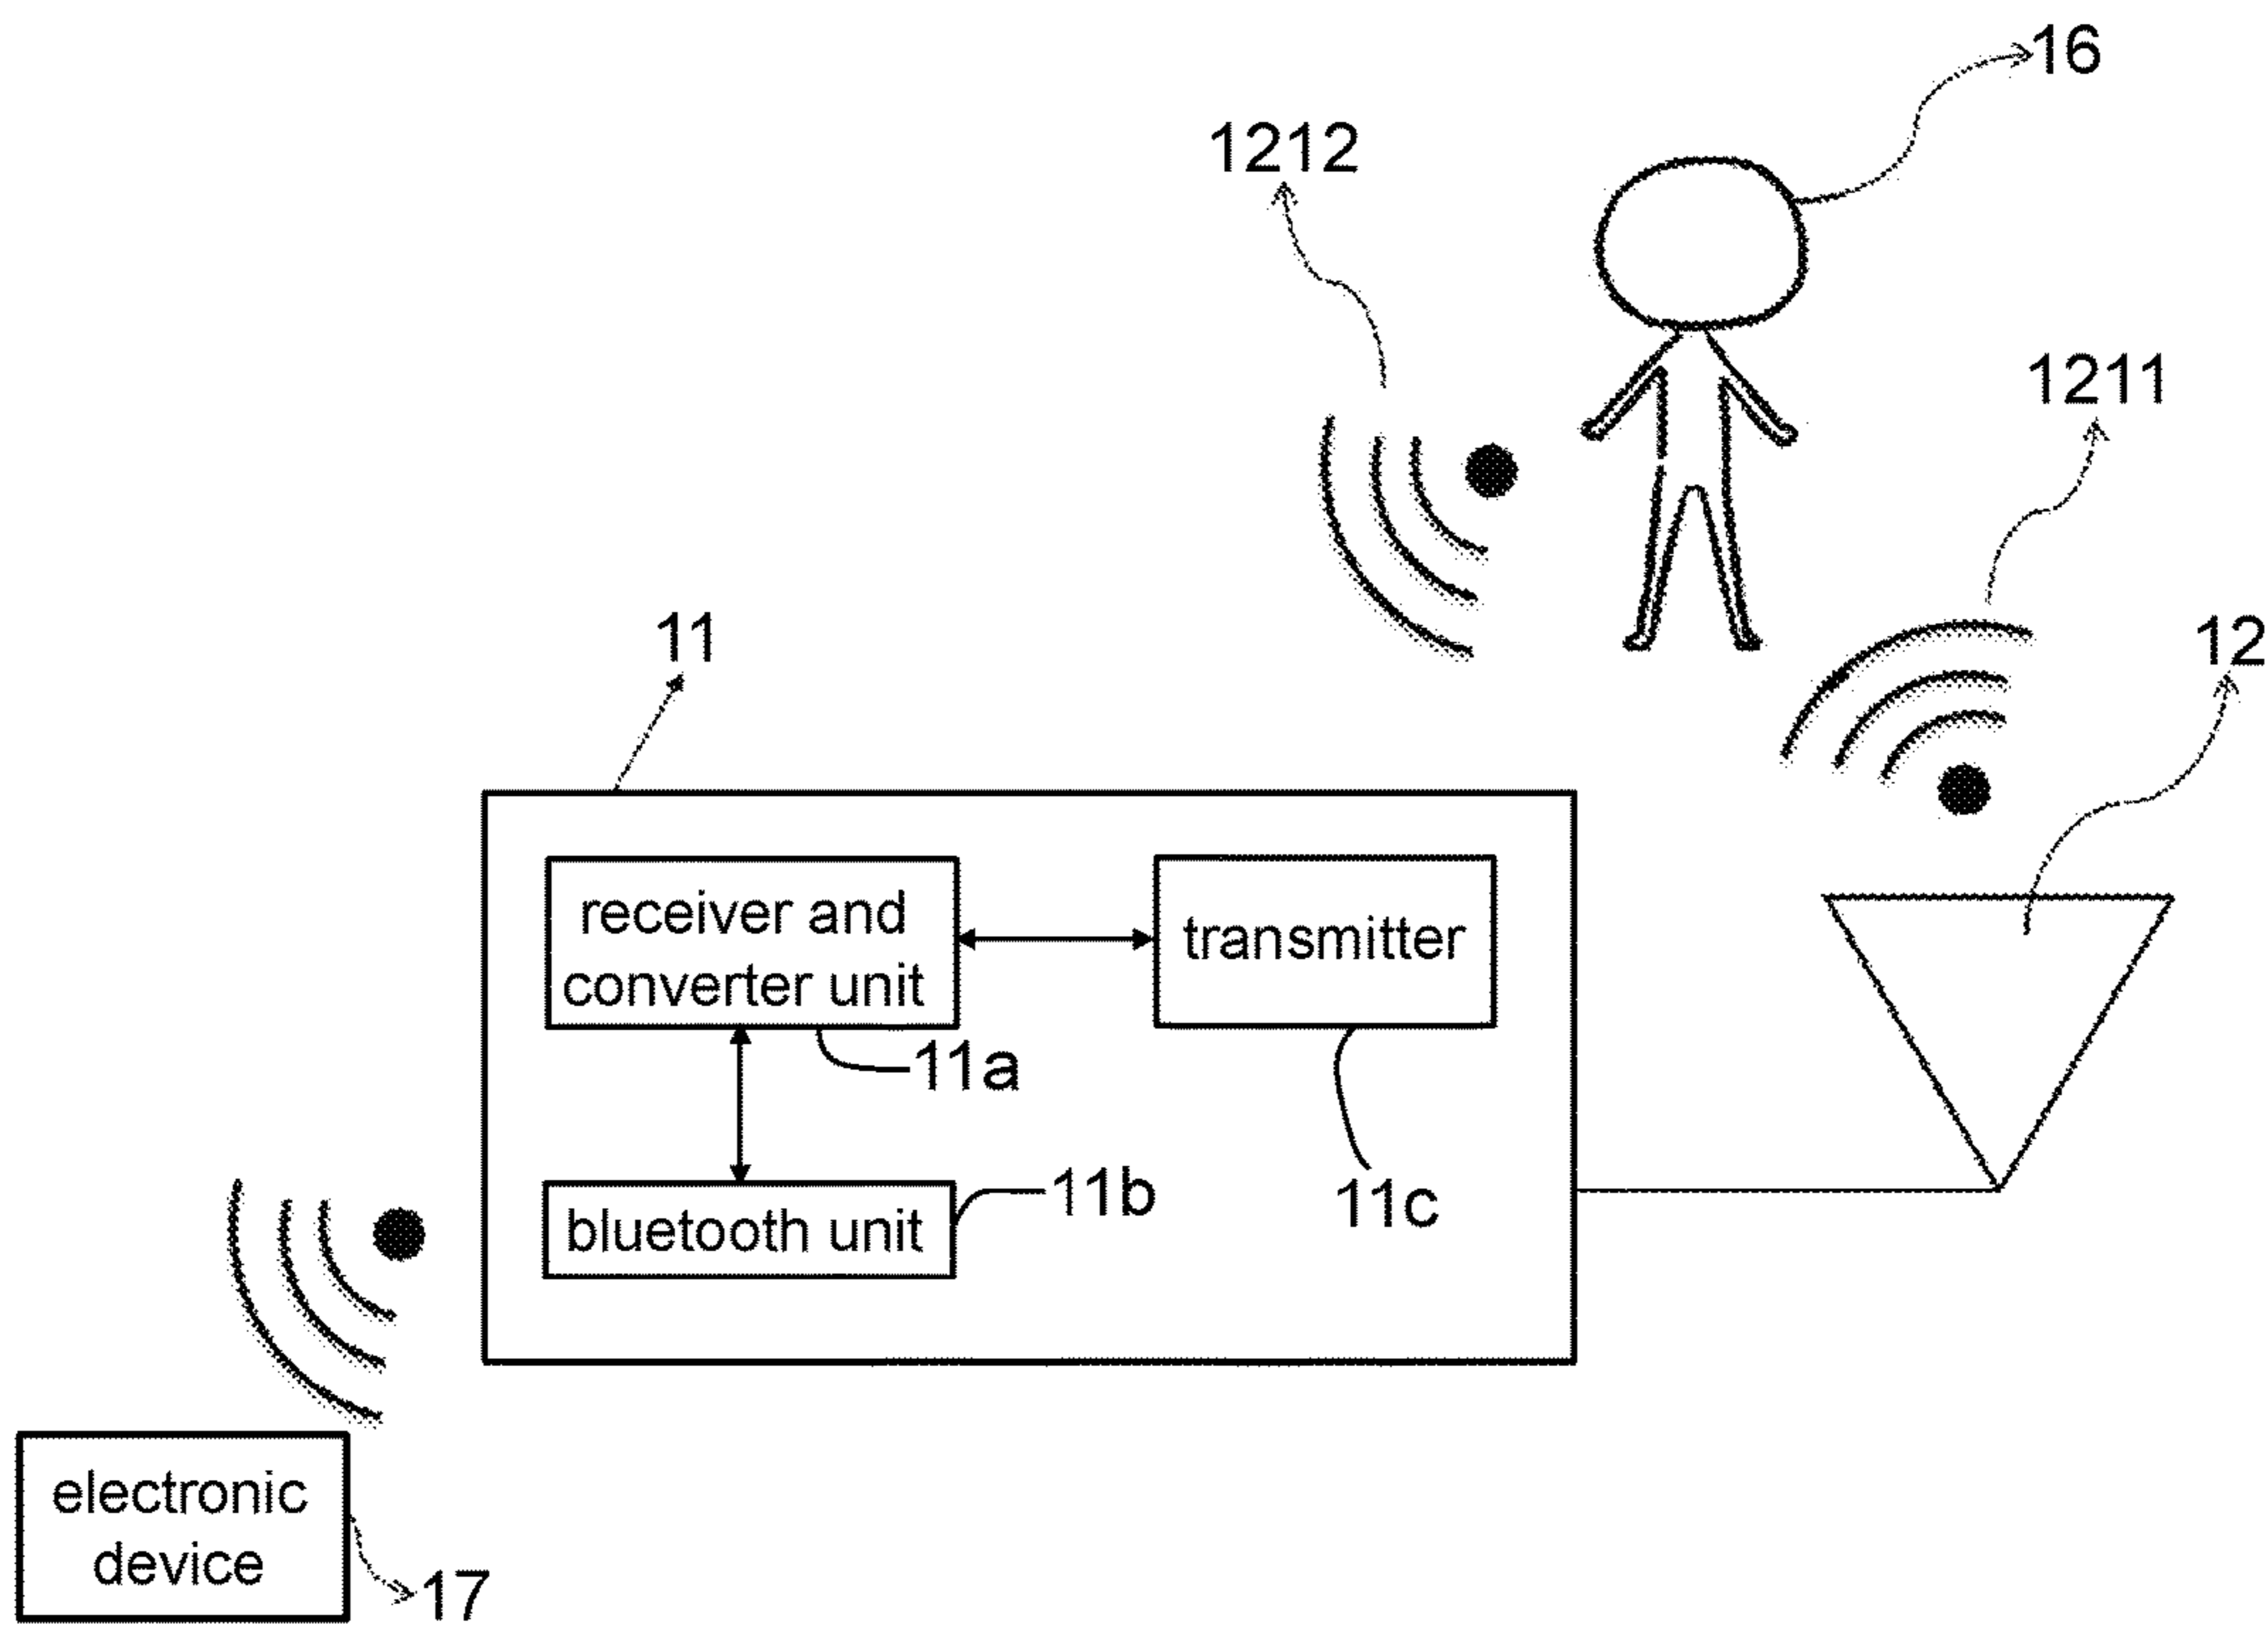 16
1212
1211
11
12
receiver and
converter unit
transmitter
11a
11b
11c
bluetooth unit
electronic
device
17